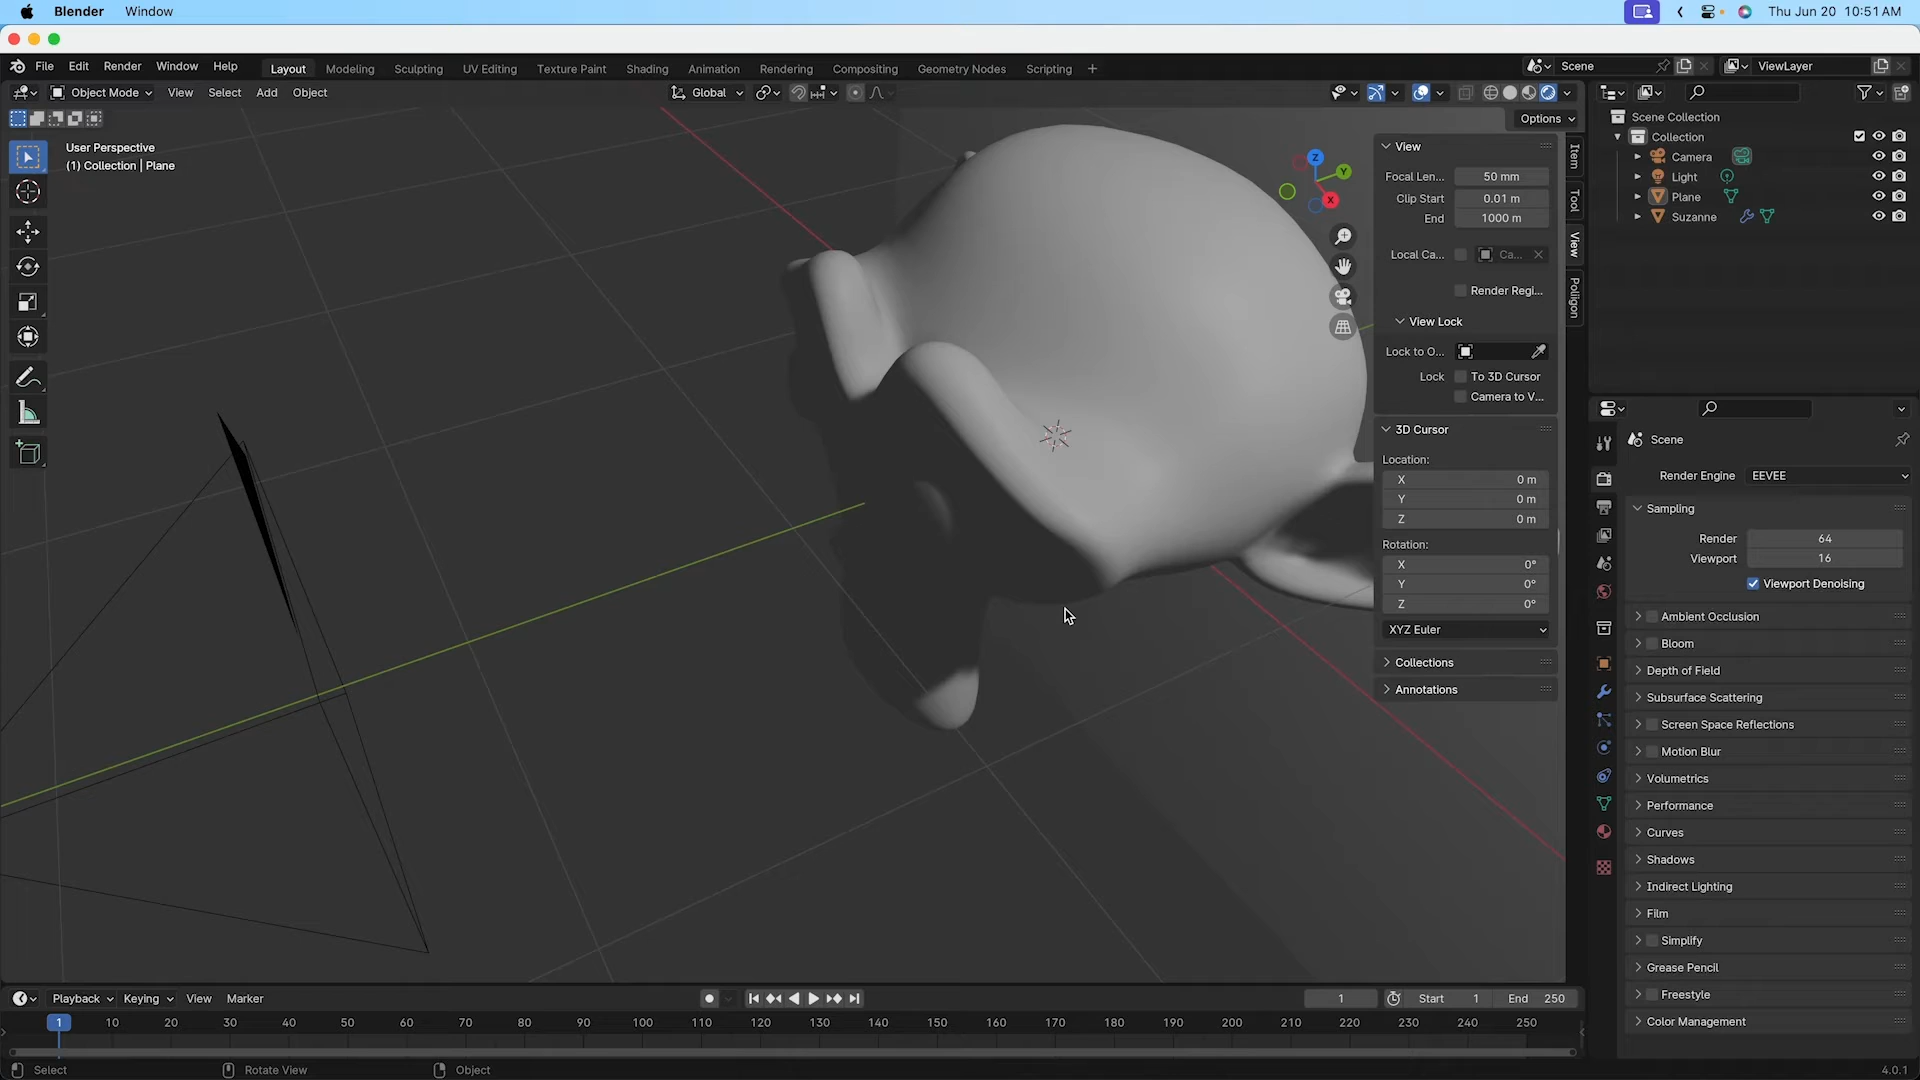 Blender Window
Thu Jun 20 10:51 AM
File Edit Render Window Help
Layout Modeling Sculpting UV Editing Texture Paint Shading Animation Rendering Compositing Geometry Nodes Scripting +
Scene
ViewLayer
Object Mode View Select Add Object
Global
Options
User Perspective
(1) Collection | Plane
Z
Y
X
View
Focal Len... 50 mm
Clip Start 0.01 m
End 1000 m
Local Ca... Ca...
Render Regi...
View Lock
Lock to O...
Lock To 3D Cursor
Camera to V...
3D Cursor
Location:
X 0 m
Y 0 m
Z 0 m
Rotation:
X 0°
Y 0°
Z 0°
XYZ Euler
Collections
Annotations
Item
Tool
View
Poliigon
Scene Collection
Collection
Camera
Light
Plane
Suzanne
Scene
Render Engine EEVEE
Sampling
Render 64
Viewport 16
Viewport Denoising
Ambient Occlusion
Bloom
Depth of Field
Subsurface Scattering
Screen Space Reflections
Motion Blur
Volumetrics
Performance
Curves
Shadows
Indirect Lighting
Film
Simplify
Grease Pencil
Freestyle
Color Management
Playback Keying View Marker
1 Start 1 End 250
1 10 20 30 40 50 60 70 80 90 100 110 120 130 140 150 160 170 180 190 200 210 220 230 240 250
Select Rotate View Object
4.0.1